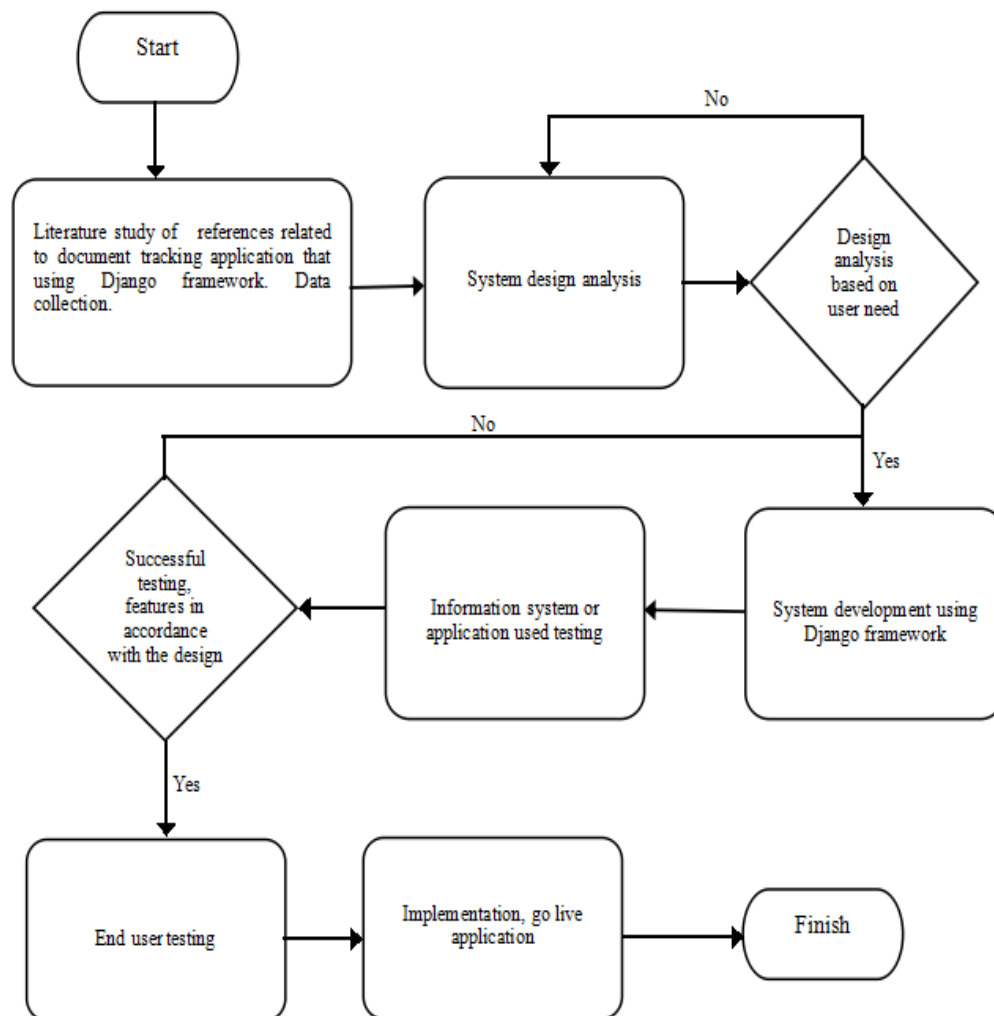 Start
No
Literature study of references related
to document tracking application that
using Django framework. Data
collection.
System design analysis
Design
analysis
based on
user need
No
Yes
Successful
testing,
features in
accordance
with the design
Information system or
application used testing
System development using
Django framework
Yes
End user testing
Implementation, go live
application
Finish